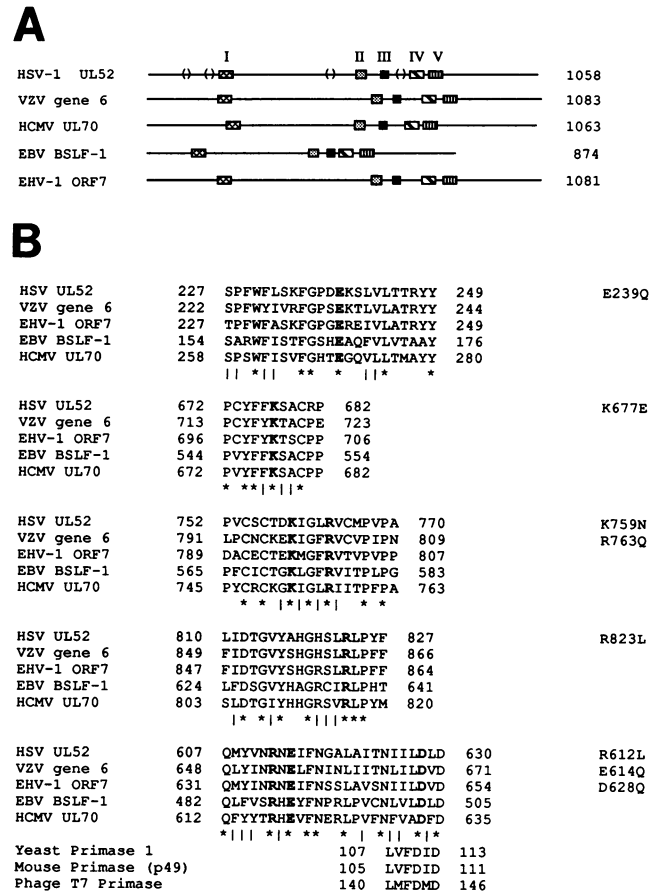 A
I II III IV V
HSV-1 UL52 1058
VZV gene 6 1083
HCMV UL70 1063
EBV BSLF-1 874
EHV-1 ORF7 1081
B
HSV UL52 227 SPFWFLSKFGPDEKSLVLTTRYY 249 E239Q
VZV gene 6 222 SPFWYIVRFGPSEKTLVLATRYY 244
EHV-1 ORF7 227 TPFWFASKFGPGEREIVLATRYY 249
EBV BSLF-1 154 SARWFISTFGSHEAQFVLVTAAY 176
HCMV UL70 258 SPSWFISVFGHTEGQVLLTMAYY 280
|| *|| ** * ||* *
HSV UL52 672 PCYFFKSACRP 682 K677E
VZV gene 6 713 PCYFYKTACPE 723
EHV-1 ORF7 696 PCYFYKTSCPP 706
EBV BSLF-1 544 PVYFYKSACPP 554
HCMV UL70 672 PVYFFKSACPP 682
* **|*||*
HSV UL52 752 PVCSCTDKIGLRVCMPVPA 770 K759N
VZV gene 6 791 LPCNCKEKIGFRVCVPIPN 809 R763Q
EHV-1 ORF7 789 DACECTEKMGFRVTVPVPP 807
EBV BSLF-1 565 PFCICTGKLGFRVITPLPG 583
HCMV UL70 745 PYCRCKGKIGLRIITPFPA 763
* * |*|*|*| * *
HSV UL52 810 LIDTGVYAHGHSLRLPYF 827 R823L
VZV gene 6 849 FIDTGVYSHGRSLRLPFF 866
EHV-1 ORF7 847 FIDTGVYSHGRSLRLPFF 864
EBV BSLF-1 624 LFDSGVYHHGRCIRLPHT 641
HCMV UL70 803 SLDTGIYHHGRSVRLPYM 820
|* *|* *|||***
HSV UL52 607 QMYVNRNEIFNGALAITNIILDLD 630 R612L
VZV gene 6 648 QLYINRNELFNINLAITNIILDVD 671 E614Q
EHV-1 ORF7 631 QMYINRNEIFNSSLAVSNIILDVD 654 D628Q
EBV BSLF-1 482 QLFVSRHEYFNPRLPVCNLVLDLD 505
HCMV UL70 612 QFYYTRHEVFNERLPVFNFVADFD 635
*||| *|* ** * | *| *|*
Yeast Primase 1 107 LVFDID 113
Mouse Primase (p49) 105 LVFDID 111
Phage T7 Primase 140 LMFDMD 146